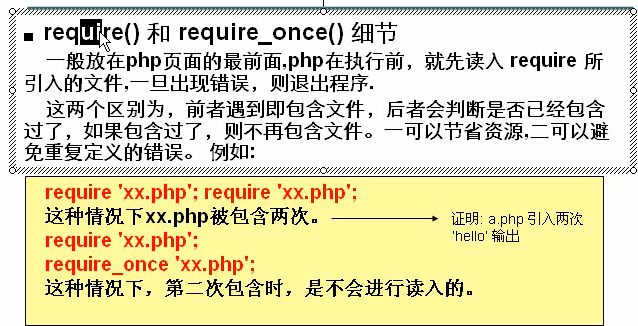 ■ require() 和 require_once() 细节
一般放在php页面的最前面,php在执行前，就先读入 require 所
引入的文件,一旦出现错误，则退出程序.
这两个区别为，前者遇到即包含文件，后者会判断是否已经包含
过了，如果包含过了，则不再包含文件。一可以节省资源,二可以避
免重复定义的错误。 例如:
require 'xx.php'; require 'xx.php';
这种情况下xx.php被包含两次。
证明: a.php 引入两次
'hello' 输出
require 'xx.php';
require_once 'xx.php';
这种情况下，第二次包含时，是不会进行读入的。